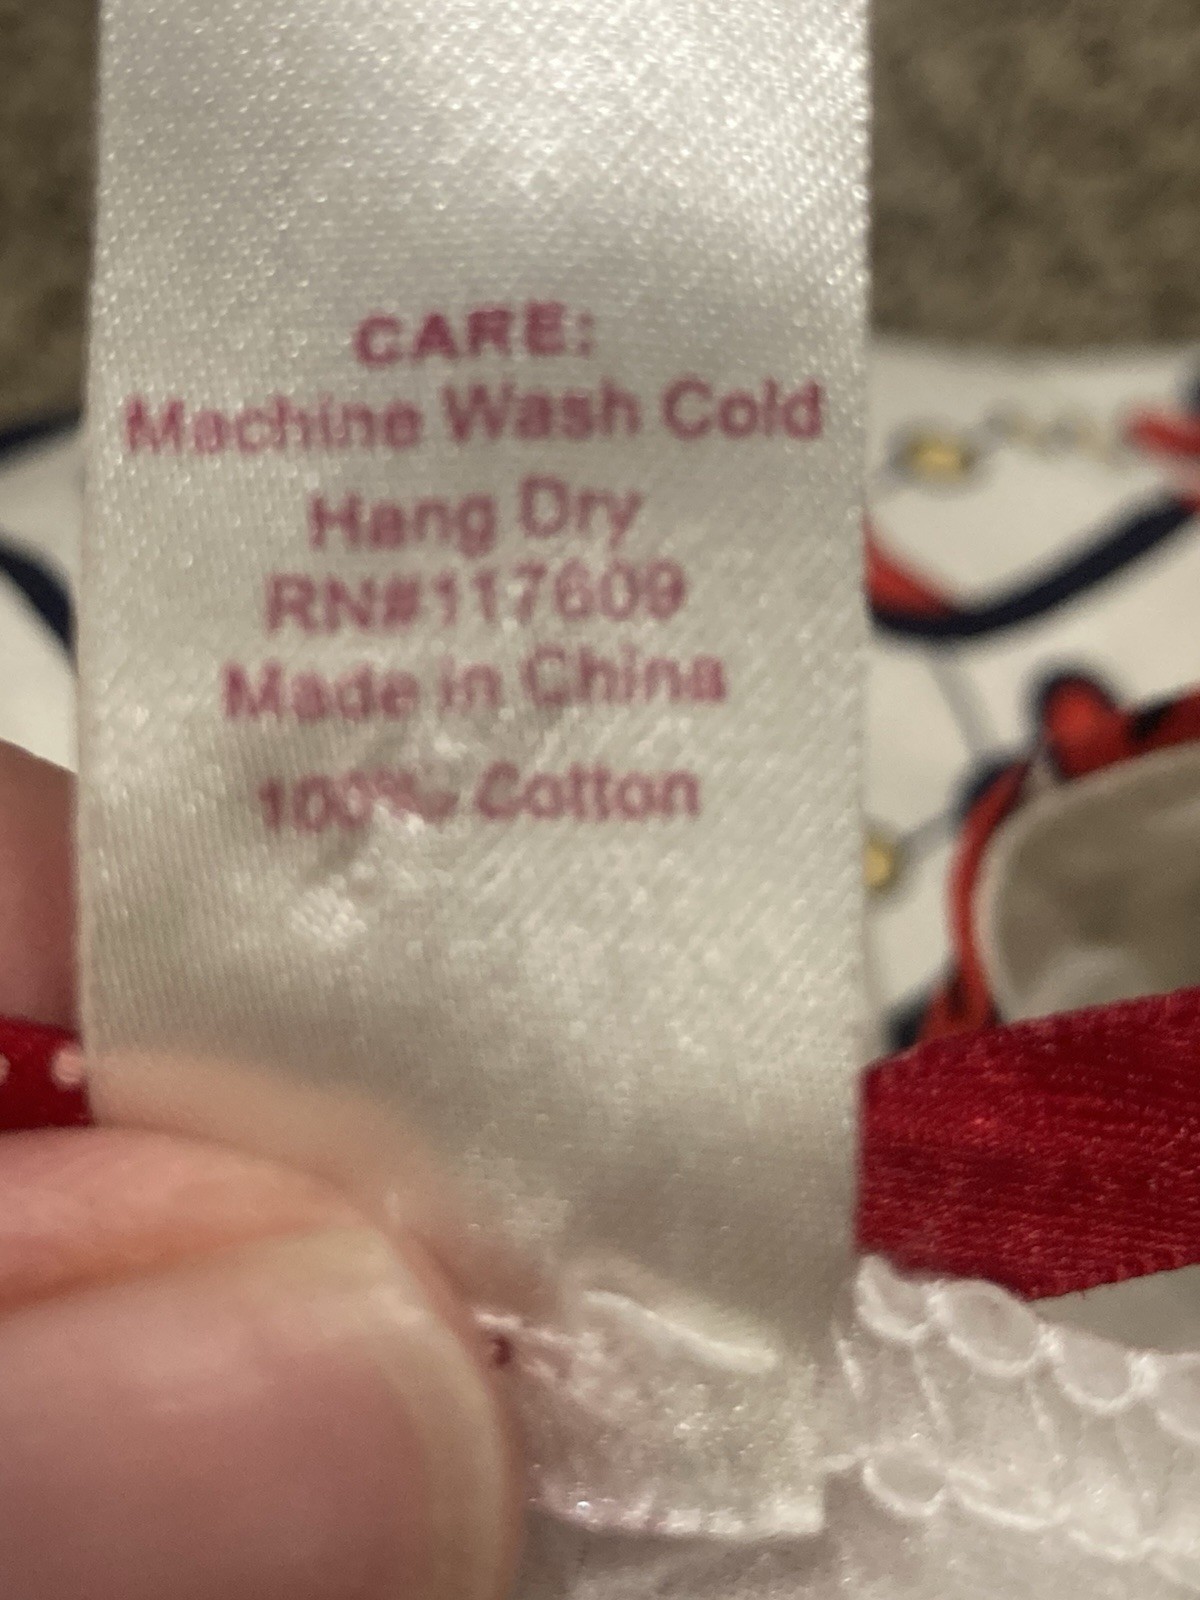 CARE:
Machine Wash Cold
Hang Dry
RN#117609
Made in China
100% Cotton